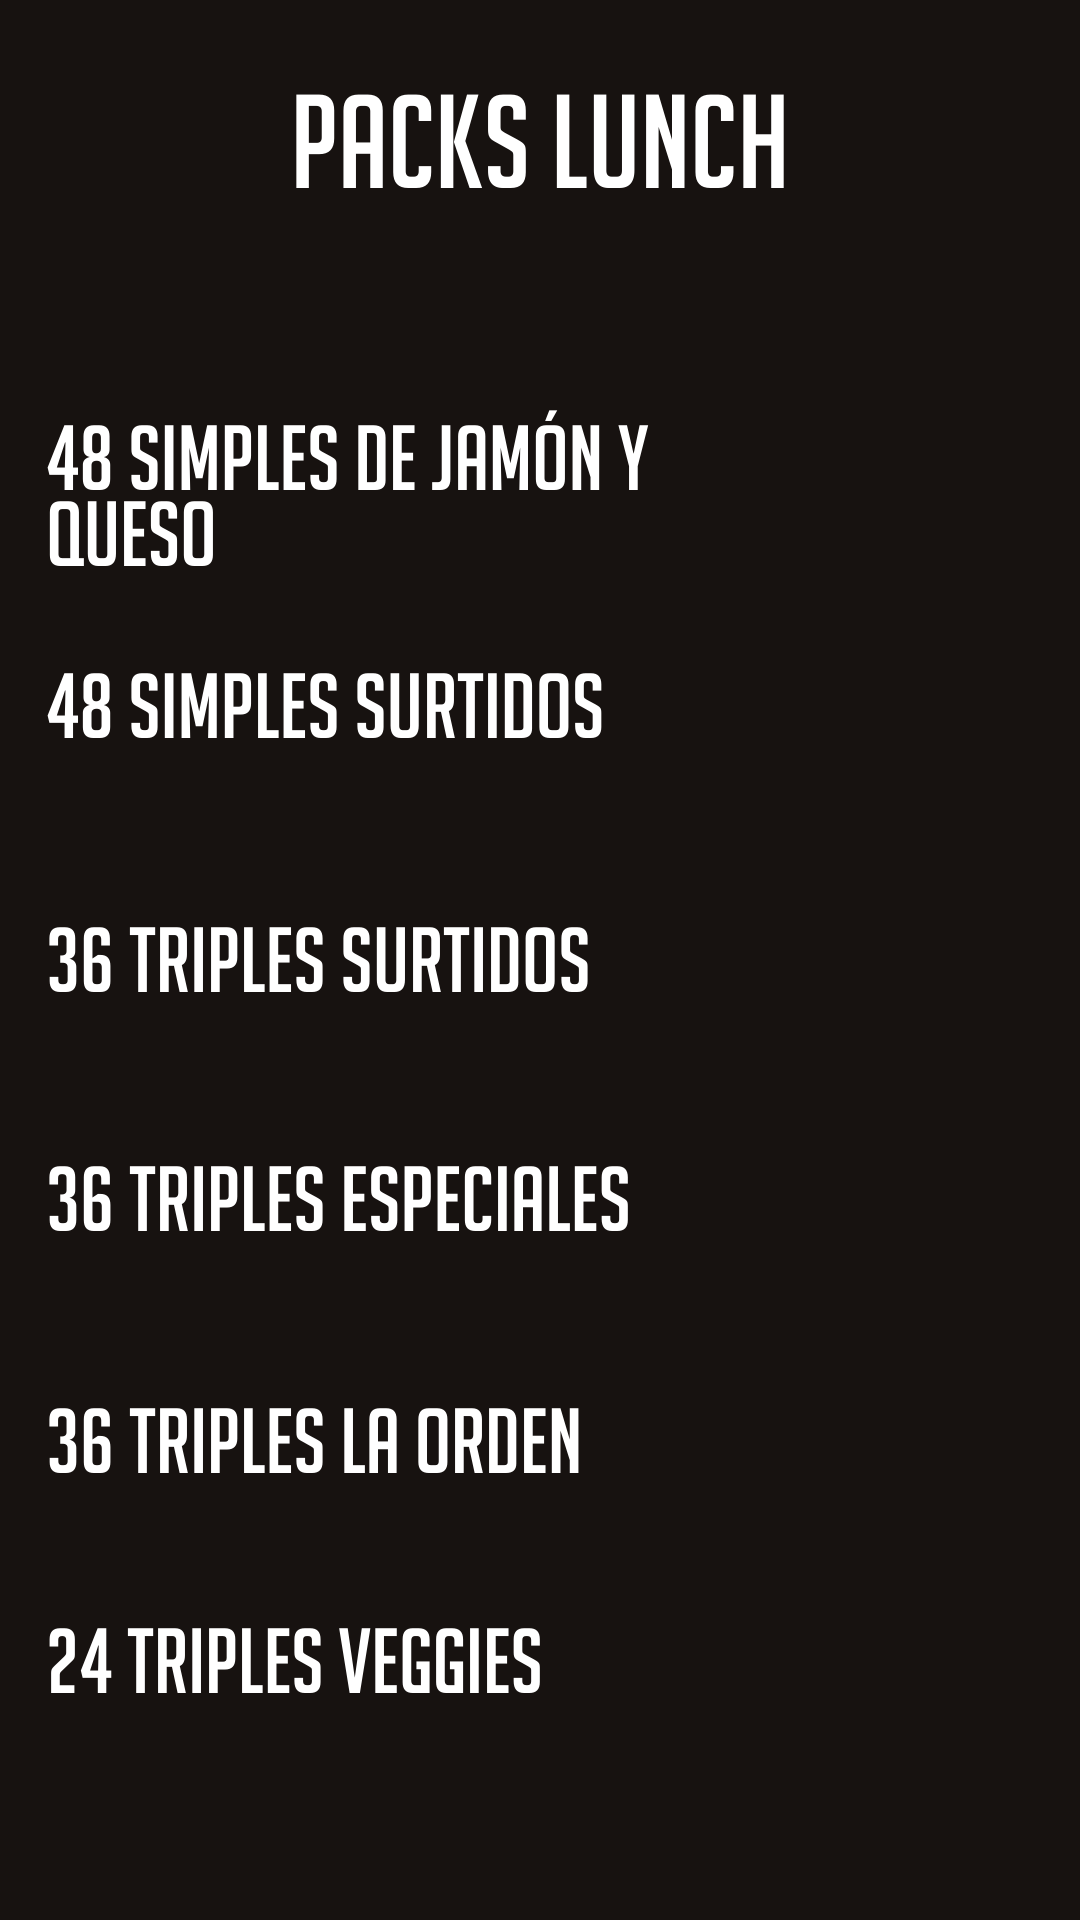 PACKS LUNCH
48 SIMPLES DE JAMÓN Y
QUESO
48 SIMPLES SURTIDOS
36 TRIPLES SURTIDOS
36 TRIPLES ESPECIALES
36 TRIPLES LA ORDEN
24 TRIPLES VEGGIES